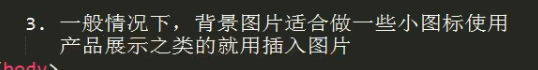 3. 一般情况下，背景图片适合做一些小图标使用
产品展示之类的就用插入图片
body>